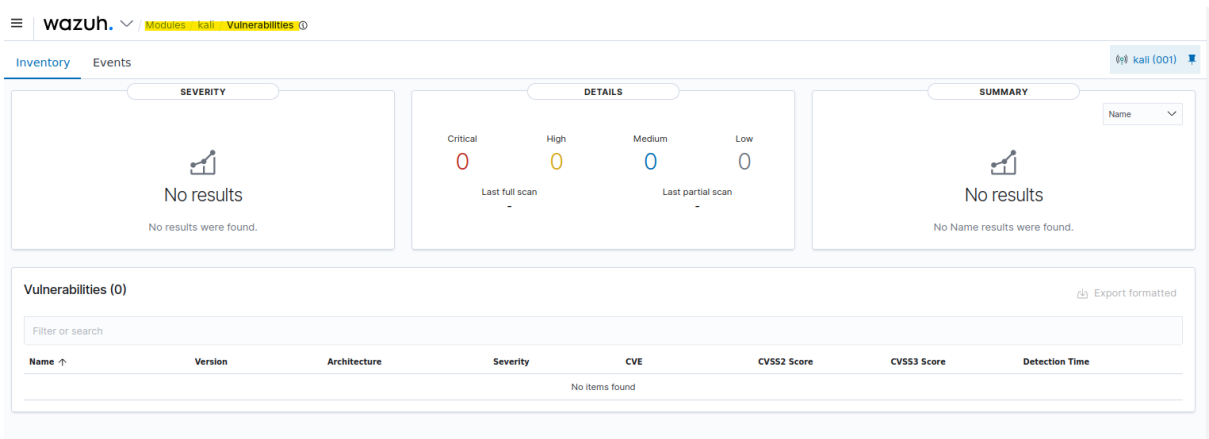 wazuh. / Modules / kali / Vulnerabilities
Inventory Events kali (001)
SEVERITY
No results
No results were found.
DETAILS
Critical High Medium Low
0 0 0 0
Last full scan Last partial scan
- -
SUMMARY
Name
No results
No Name results were found.
Vulnerabilities (0) Export formatted
Filter or search
Name Version Architecture Severity CVE CVSS2 Score CVSS3 Score Detection Time
No items found